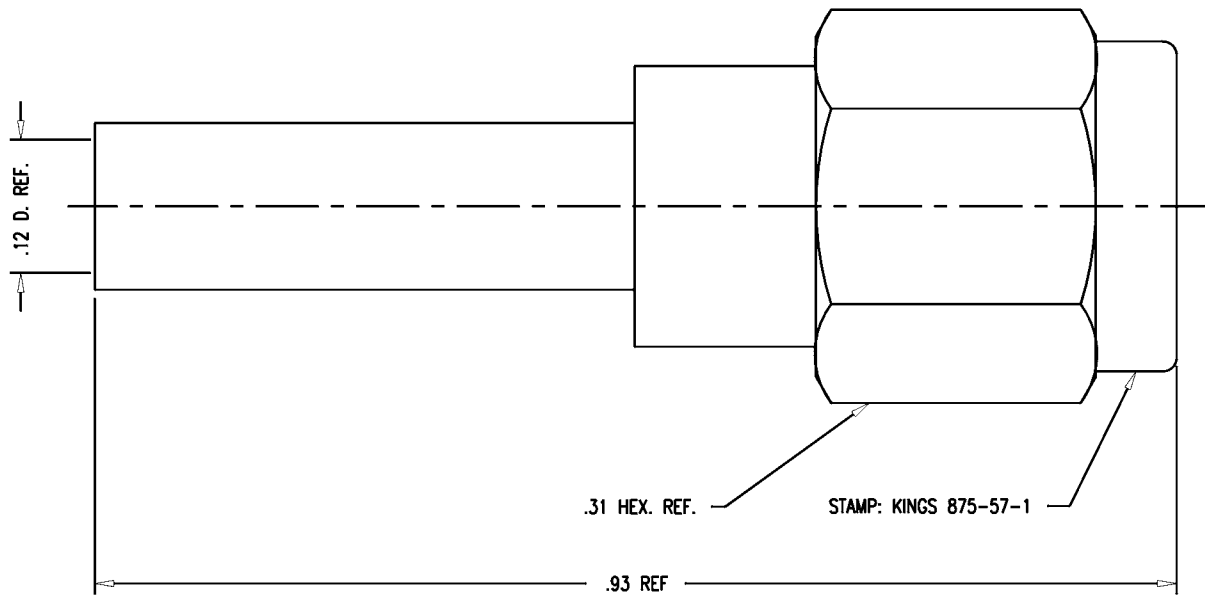 .12 D. REF.
.31 HEX. REF.
STAMP: KINGS 875-57-1
.93 REF